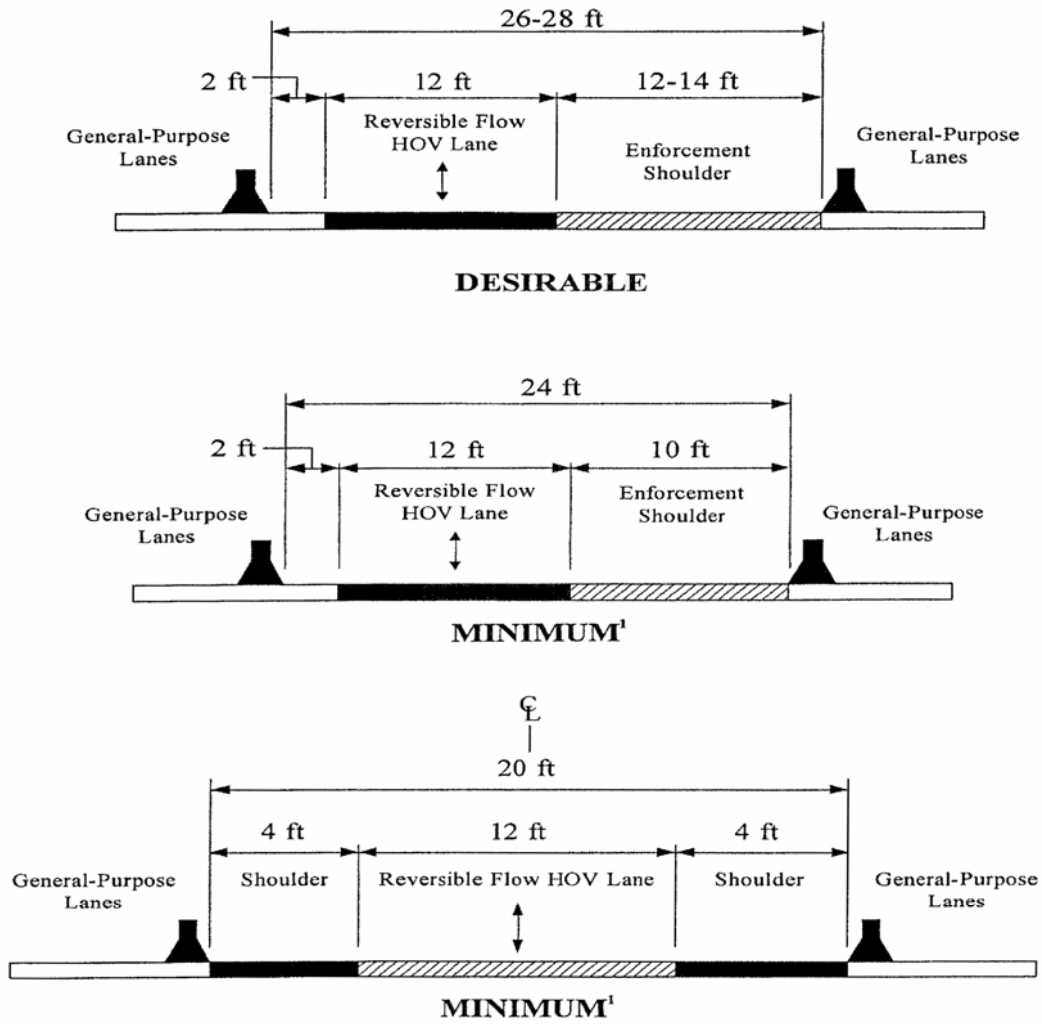 26-28 ft
2 ft
12 ft
12-14 ft
General-Purpose
Lanes
Reversible Flow
HOV Lane
Enforcement
Shoulder
General-Purpose
Lanes
DESIRABLE
24 ft
2 ft
12 ft
10 ft
General-Purpose
Lanes
Reversible Flow
HOV Lane
Enforcement
Shoulder
General-Purpose
Lanes
MINIMUM¹
℄
20 ft
4 ft
12 ft
4 ft
General-Purpose
Lanes
Shoulder
Reversible Flow HOV Lane
Shoulder
General-Purpose
Lanes
MINIMUM¹